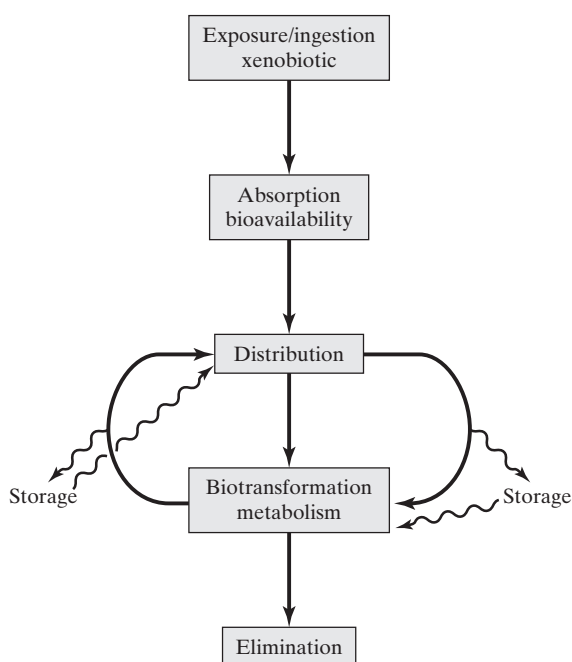 Exposure/ingestion
xenobiotic
Absorption
bioavailability
Distribution
Storage
Biotransformation
metabolism
Storage
Elimination